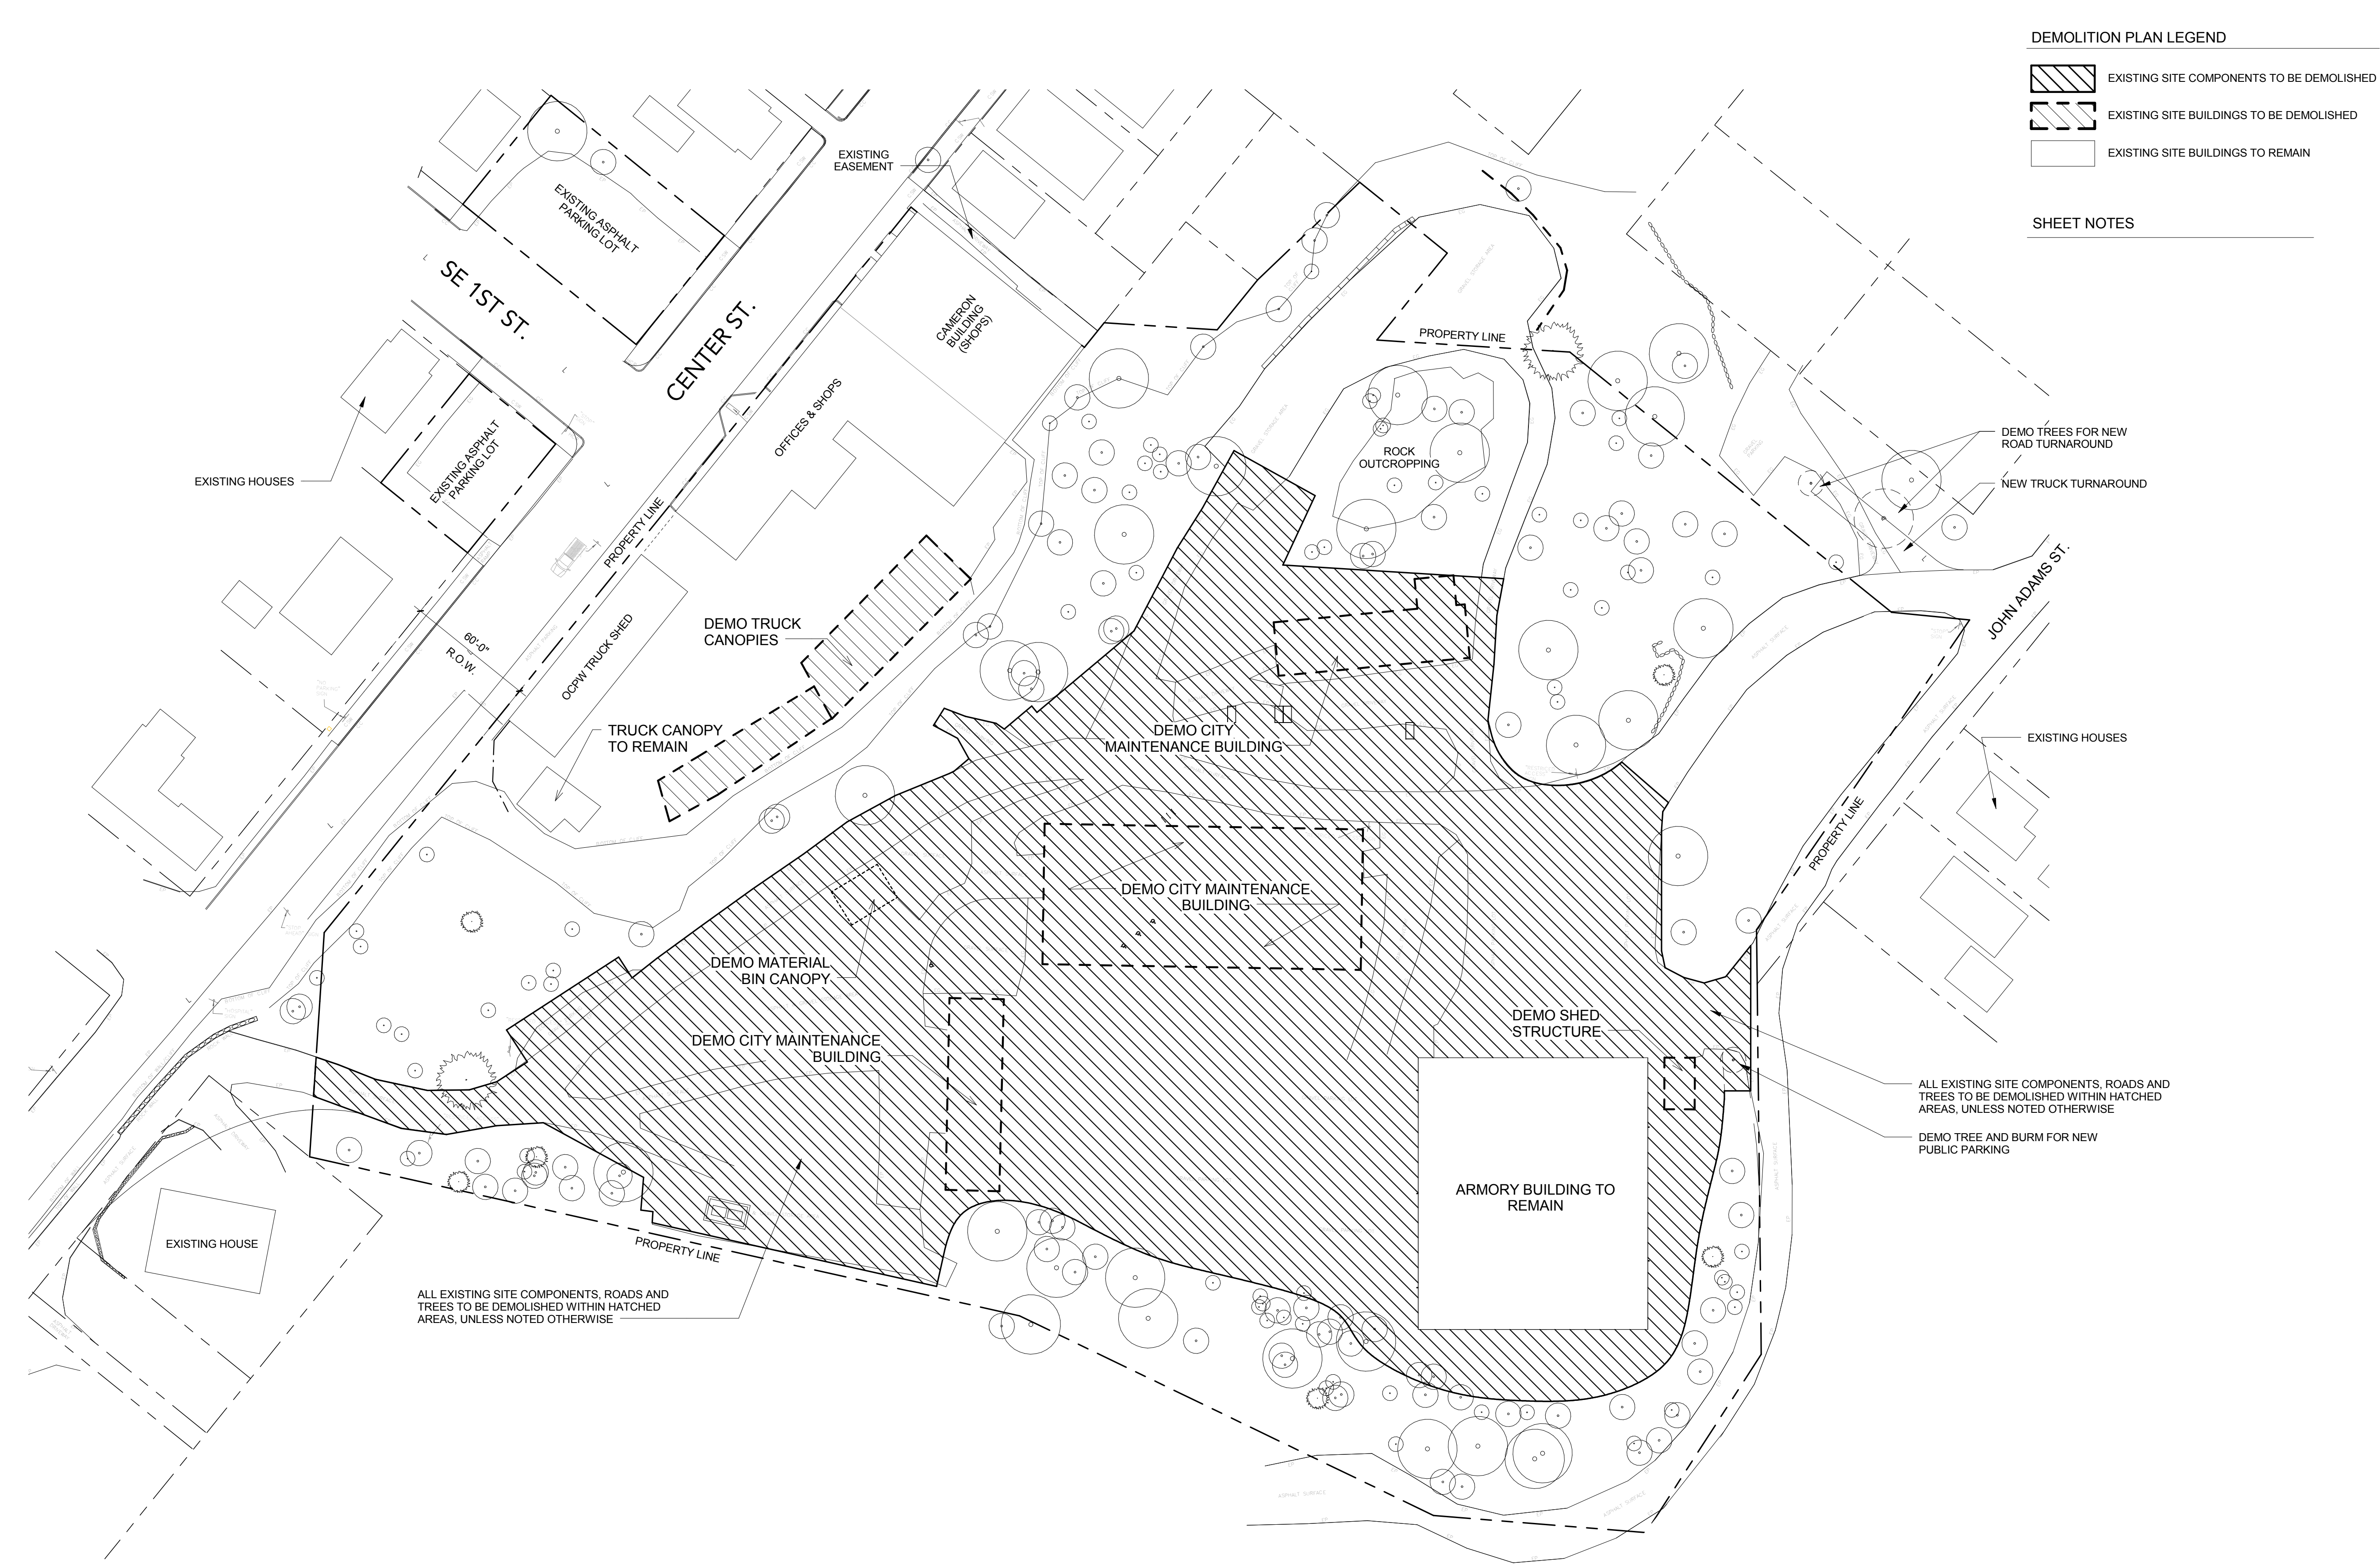 DEMOLITION PLAN LEGEND
EXISTING SITE COMPONENTS TO BE DEMOLISHED
EXISTING SITE BUILDINGS TO BE DEMOLISHED
EXISTING SITE BUILDINGS TO REMAIN
SHEET NOTES
EXISTING
EASEMENT
EXISTING ASPHALT
PARKING LOT
SE 1ST ST.
CENTER ST.
CAMERON
BUILDING
(SHOPS)
OFFICES & SHOPS
PROPERTY LINE
ROCK
OUTCROPPING
EXISTING HOUSES
EXISTING ASPHALT
PARKING LOT
PROPERTY LINE
DEMO TREES FOR NEW
ROAD TURNAROUND
NEW TRUCK TURNAROUND
JOHN ADAMS ST.
60'-0"
R.O.W.
OCPW TRUCK SHED
DEMO TRUCK
CANOPIES
TRUCK CANOPY
TO REMAIN
DEMO CITY
MAINTENANCE BUILDING
EXISTING HOUSES
PROPERTY LINE
DEMO CITY MAINTENANCE
BUILDING
DEMO MATERIAL
BIN CANOPY
DEMO SHED
STRUCTURE
DEMO CITY MAINTENANCE
BUILDING
ALL EXISTING SITE COMPONENTS, ROADS AND
TREES TO BE DEMOLISHED WITHIN HATCHED
AREAS, UNLESS NOTED OTHERWISE
DEMO TREE AND BURM FOR NEW
PUBLIC PARKING
ARMORY BUILDING TO
REMAIN
EXISTING HOUSE
PROPERTY LINE
ALL EXISTING SITE COMPONENTS, ROADS AND
TREES TO BE DEMOLISHED WITHIN HATCHED
AREAS, UNLESS NOTED OTHERWISE
ASPHALT SURFACE